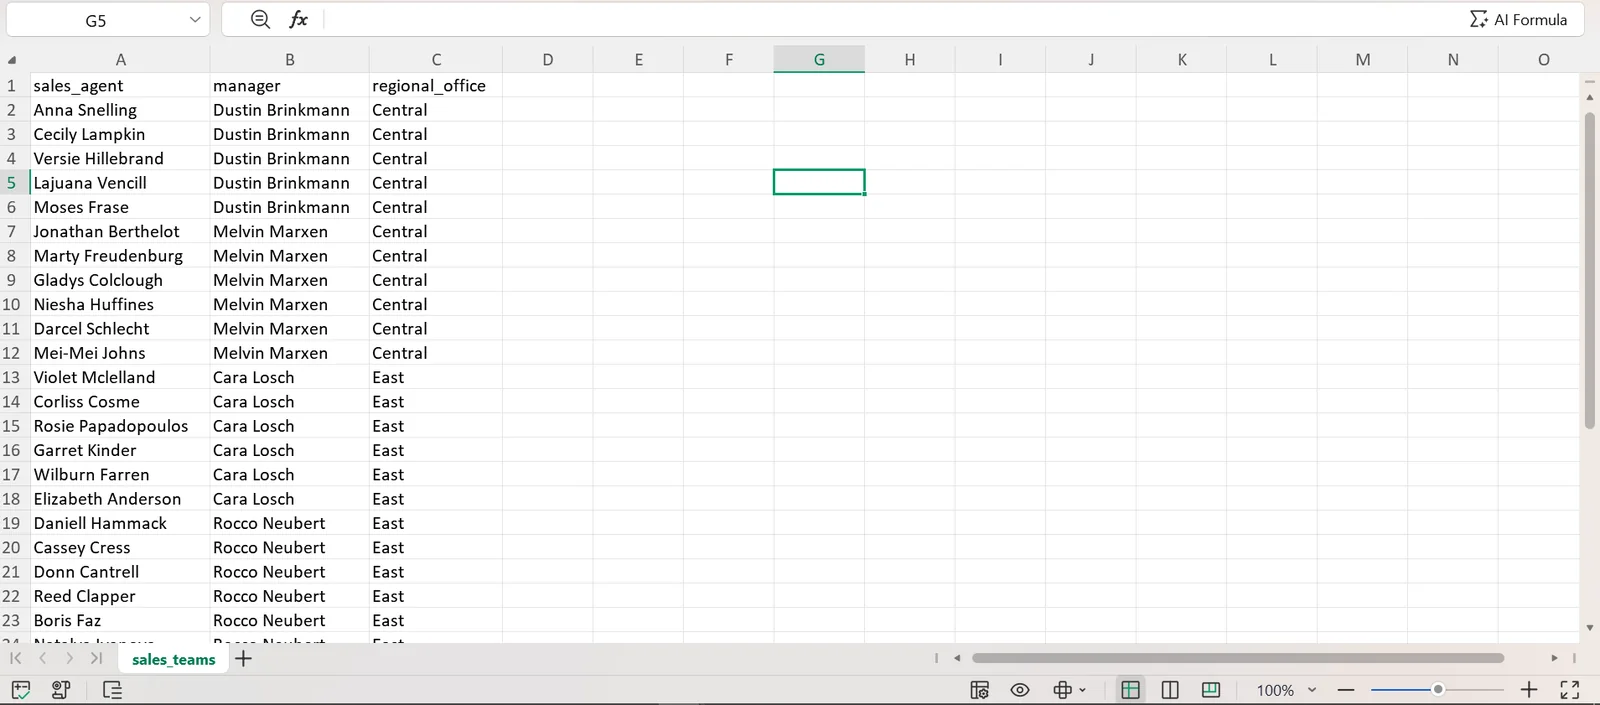 G5 fx AI Formula
A B C D E F G H I J K L M N O
1 sales_agent manager regional_office
2 Anna Snelling Dustin Brinkmann Central
3 Cecily Lampkin Dustin Brinkmann Central
4 Versie Hillebrand Dustin Brinkmann Central
5 Lajuana Vencill Dustin Brinkmann Central
6 Moses Frase Dustin Brinkmann Central
7 Jonathan Berthelot Melvin Marxen Central
8 Marty Freudenburg Melvin Marxen Central
9 Gladys Colclough Melvin Marxen Central
10 Niesha Huffines Melvin Marxen Central
11 Darcel Schlecht Melvin Marxen Central
12 Mei-Mei Johns Melvin Marxen Central
13 Violet Mclelland Cara Losch East
14 Corliss Cosme Cara Losch East
15 Rosie Papadopoulos Cara Losch East
16 Garret Kinder Cara Losch East
17 Wilburn Farren Cara Losch East
18 Elizabeth Anderson Cara Losch East
19 Daniell Hammack Rocco Neubert East
20 Cassey Cress Rocco Neubert East
21 Donn Cantrell Rocco Neubert East
22 Reed Clapper Rocco Neubert East
23 Boris Faz Rocco Neubert East
sales_teams
100%